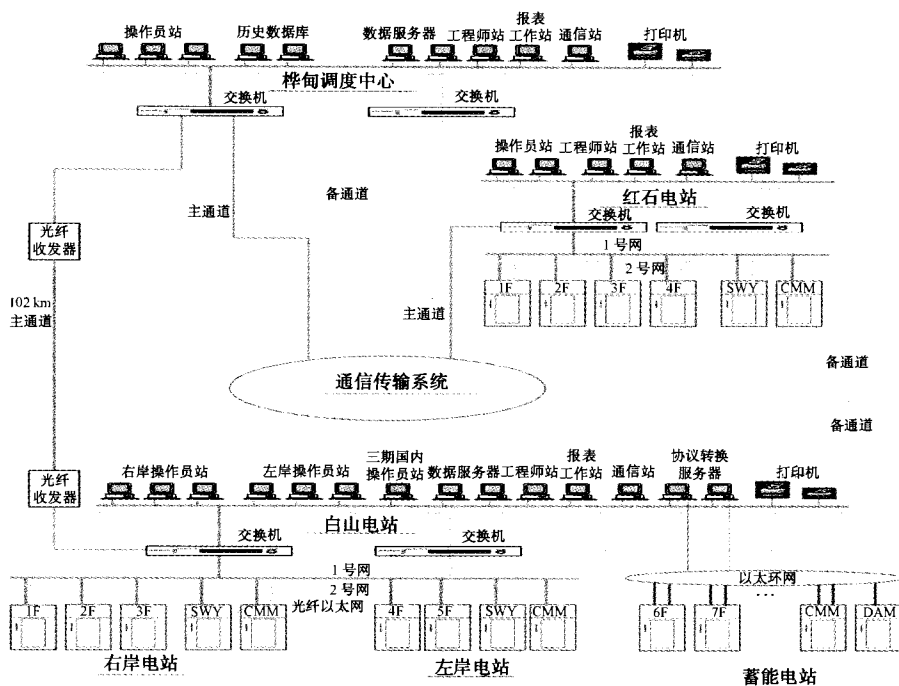 操作员站
历史数据库
数据服务器
工程师站
报表
工作站
通信站
打印机
桦甸调度中心
交换机
交换机
操作员站
工程师站
报表
工作站
通信站
打印机
主通道
备通道
红石电站
光纤
收发器
交换机
交换机
1号网
2号网
1F
2F
3F
4F
SWY
CMM
102 km
主通道
主通道
备通道
通信传输系统
备通道
光纤
收发器
右岸操作员站
左岸操作员站
三期国内
操作员站
数据服务器
工程师站
报表
工作站
通信站
协议转换
服务器
打印机
白山电站
交换机
交换机
1号网
2号网
光纤以太网
以太环网
1F
2F
3F
SWY
CMM
4F
5F
SWY
CMM
6F
7F
...
CMM
DAM
右岸电站
左岸电站
蓄能电站